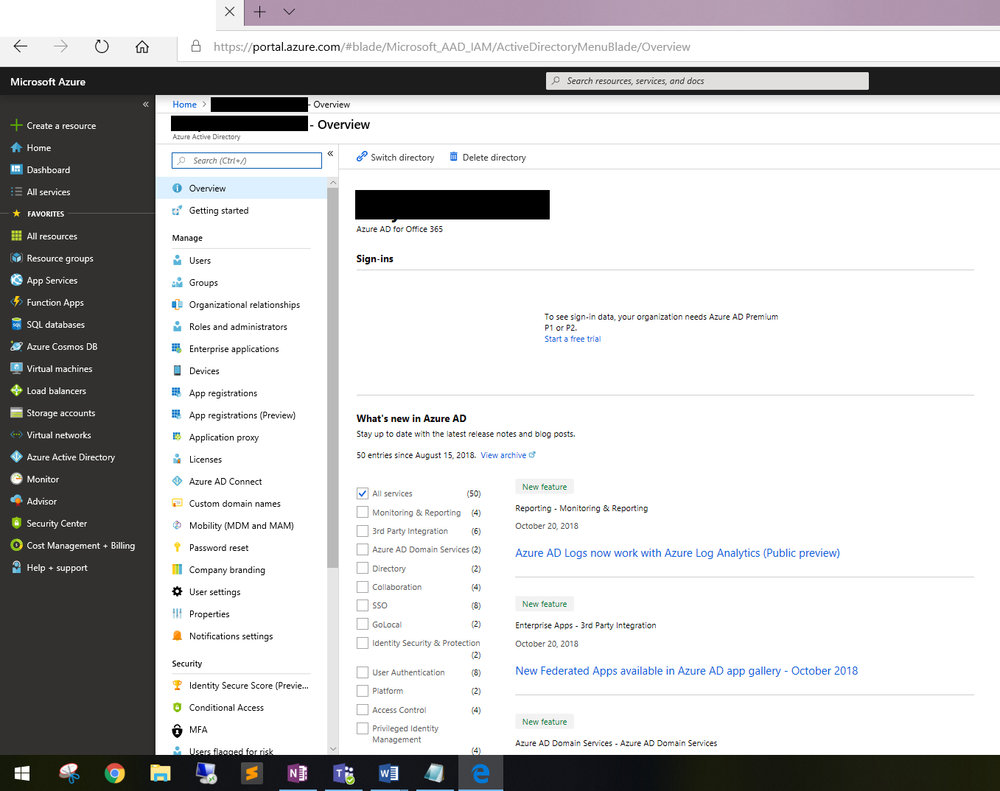 https://portal.azure.com/#blade/Microsoft_AAD_IAM/ActiveDirectoryMenuBlade/Overview
Microsoft Azure
Search resources, services, and docs
Create a resource
Home
Dashboard
All services
FAVORITES
All resources
Resource groups
App Services
Function Apps
SQL databases
Azure Cosmos DB
Virtual machines
Load balancers
Storage accounts
Virtual networks
Azure Active Directory
Monitor
Advisor
Security Center
Cost Management + Billing
Help + support
Home > - Overview
- Overview
Azure Active Directory
Search (Ctrl+/)
Overview
Getting started
Manage
Users
Groups
Organizational relationships
Roles and administrators
Enterprise applications
Devices
App registrations
App registrations (Preview)
Application proxy
Licenses
Azure AD Connect
Custom domain names
Mobility (MDM and MAM)
Password reset
Company branding
User settings
Properties
Notifications settings
Security
Identity Secure Score (Previe...
Conditional Access
MFA
Users flagged for risk
Switch directory Delete directory
Azure AD for Office 365
Sign-ins
To see sign-in data, your organization needs Azure AD Premium
P1 or P2.
Start a free trial
What's new in Azure AD
Stay up to date with the latest release notes and blog posts.
50 entries since August 15, 2018. View archive
All services (50)
Monitoring & Reporting (4)
3rd Party Integration (6)
Azure AD Domain Services (2)
Directory (2)
Collaboration (4)
SSO (8)
GoLocal (2)
Identity Security & Protection
(2)
User Authentication (8)
Platform (2)
Access Control (4)
Privileged Identity
Management
(4)
New feature
Reporting - Monitoring & Reporting
October 20, 2018
Azure AD Logs now work with Azure Log Analytics (Public preview)
New feature
Enterprise Apps - 3rd Party Integration
October 20, 2018
New Federated Apps available in Azure AD app gallery - October 2018
New feature
Azure AD Domain Services - Azure AD Domain Services